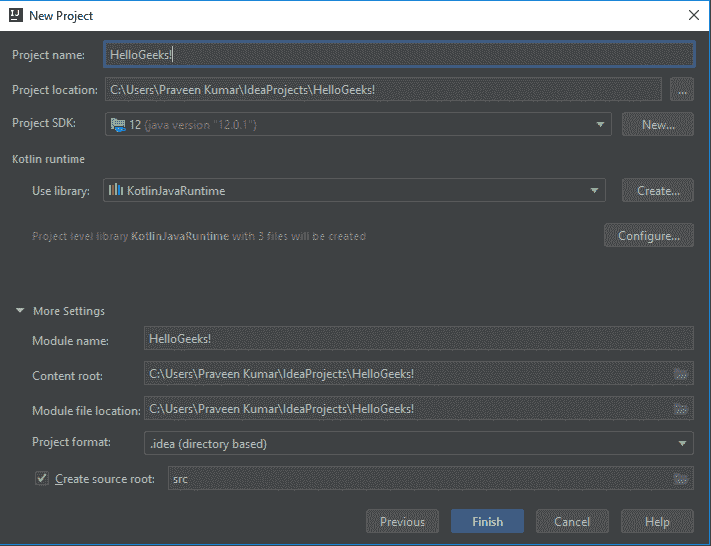 New Project
Project name: HelloGeeks!
Project location: C:\Users\Praveen Kumar\IdeaProjects\HelloGeeks! ...
Project SDK: 12 (java version "12.0.1") New...
Kotlin runtime
Use library: KotlinJavaRuntime Create...
Project level library KotlinJavaRuntime with 3 files will be created Configure...
More Settings
Module name: HelloGeeks!
Content root: C:\Users\Praveen Kumar\IdeaProjects\HelloGeeks!
Module file location: C:\Users\Praveen Kumar\IdeaProjects\HelloGeeks!
Project format: .idea (directory based)
Create source root: src
Previous Finish Cancel Help